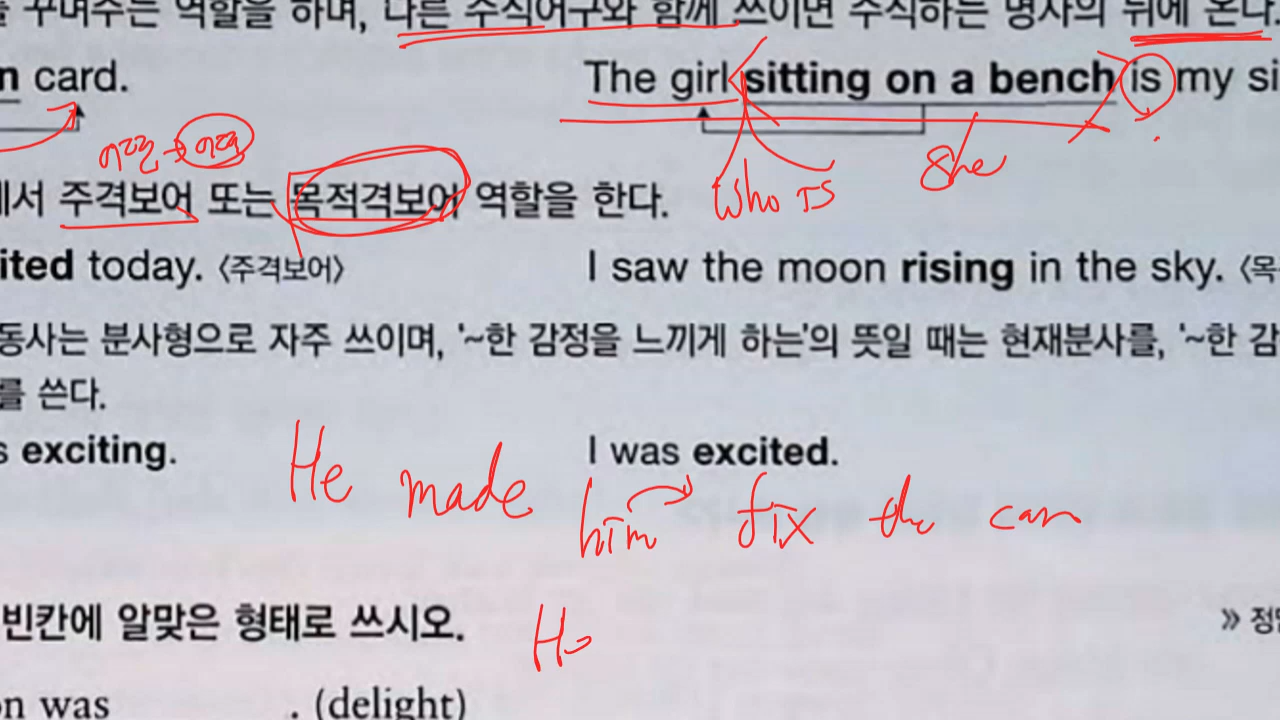 꾸며주는 역할을 하며, 다른 수식어구와 함께 쓰이면 수식하는 명사의 뒤에 온다.
n card.
The girl sitting on a bench is my si
who is
she
에서 주격보어 또는 목적격보어 역할을 한다.
ited today. <주격보어>
I saw the moon rising in the sky. <목
동사는 분사형으로 자주 쓰이며, '~한 감정을 느끼게 하는'의 뜻일 때는 현재분사를, '~한 감
를 쓴다.
s exciting.
I was excited.
He made him fix the car
빈칸에 알맞은 형태로 쓰시오.
» 정
He
on was . (delight)